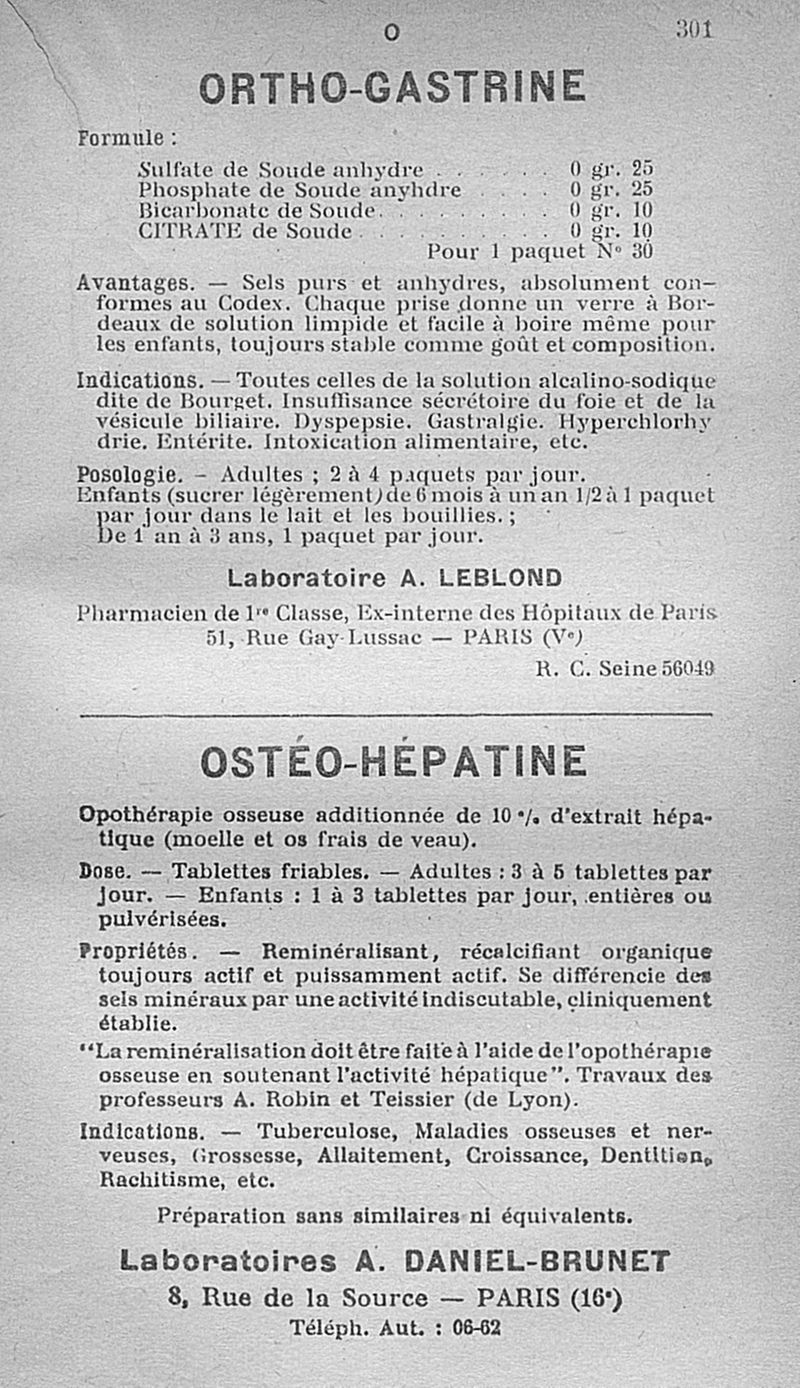 O
301
ORTHO-GASTRINE
Formule :
Sulfate de Soude anhydre . . . . . . 0 gr. 25
Phosphate de Soude anyhdre . . . . 0 gr. 25
Bicarbonate de Soude. . . . . . . . . 0 gr. 10
CITRATE de Soude . . . . . . . . . . 0 gr. 10
Pour 1 paquet N° 30
Avantages. — Sels purs et anhydres, absolument con-
formes au Codex. Chaque prise donne un verre à Bor-
deaux de solution limpide et facile à boire même pour
les enfants, toujours stable comme goût et composition.
Indications. — Toutes celles de la solution alcalino-sodique
dite de Bourget. Insuffisance sécrétoire du foie et de la
vésicule biliaire. Dyspepsie. Gastralgie. Hyperchlorhy
drie. Entérite. Intoxication alimentaire, etc.
Posologie. - Adultes ; 2 à 4 paquets par jour.
Enfants (sucrer légèrement) de 6 mois à un an 1/2 à 1 paquet
par jour dans le lait et les bouillies. ;
De 1 an à 3 ans, 1 paquet par jour.
Laboratoire A. LEBLOND
Pharmacien de 1re Classe, Ex-interne des Hôpitaux de Paris
51, Rue Gay-Lussac — PARIS (Ve)
R. C. Seine 56049
OSTÉO-HÉPATINE
Opothérapie osseuse additionnée de 10 % d'extrait hépa-
tique (moelle et os frais de veau).
Dose. — Tablettes friables. — Adultes : 3 à 5 tablettes par
jour. — Enfants : 1 à 3 tablettes par jour, entières ou
pulvérisées.
Propriétés. — Reminéralisant, récalcifiant organique
toujours actif et puissamment actif. Se différencie des
sels minéraux par une activité indiscutable, cliniquement
établie.
"La reminéralisation doit être faite à l'aide de l'opothérapie
osseuse en soutenant l'activité hépatique". Travaux des
professeurs A. Robin et Teissier (de Lyon).
Indications. — Tuberculose, Maladies osseuses et ner-
veuses, Grossesse, Allaitement, Croissance, Dentition,
Rachitisme, etc.
Préparation sans similaires ni équivalents.
Laboratoires A. DANIEL-BRUNET
8, Rue de la Source — PARIS (16e)
Téléph. Aut. : 06-62